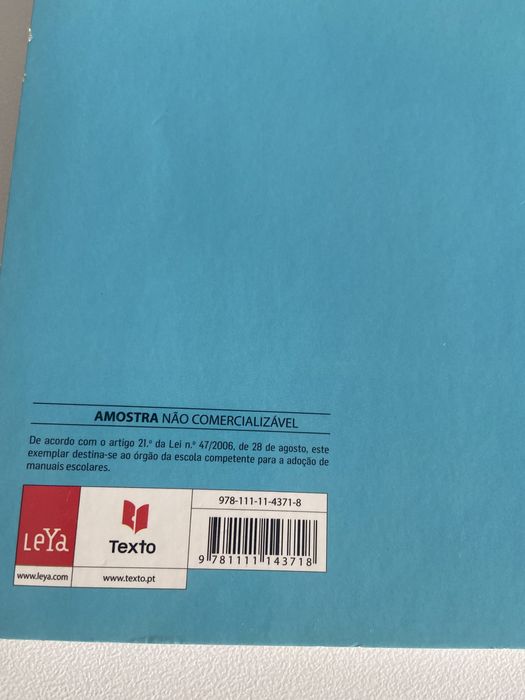 AMOSTRA NÃO COMERCIALIZÁVEL
De acordo com o artigo 21.º da Lei n.º 47/2006, de 28 de agosto, este
exemplar destina-se ao órgão da escola competente para a adoção de
manuais escolares.
LeYa
www.leya.com
Texto
www.texto.pt
978-111-11-4371-8
9 781111 143718